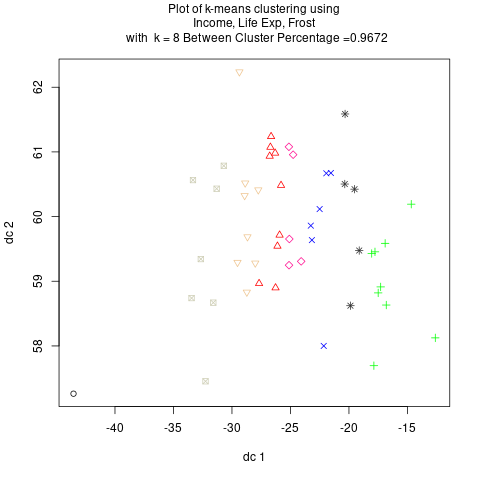 Plot of k-means clustering using
Income, Life Exp, Frost
with k = 8 Between Cluster Percentage =0.9672
62
61
60
59
58
dc 2
-40 -35 -30 -25 -20 -15
dc 1